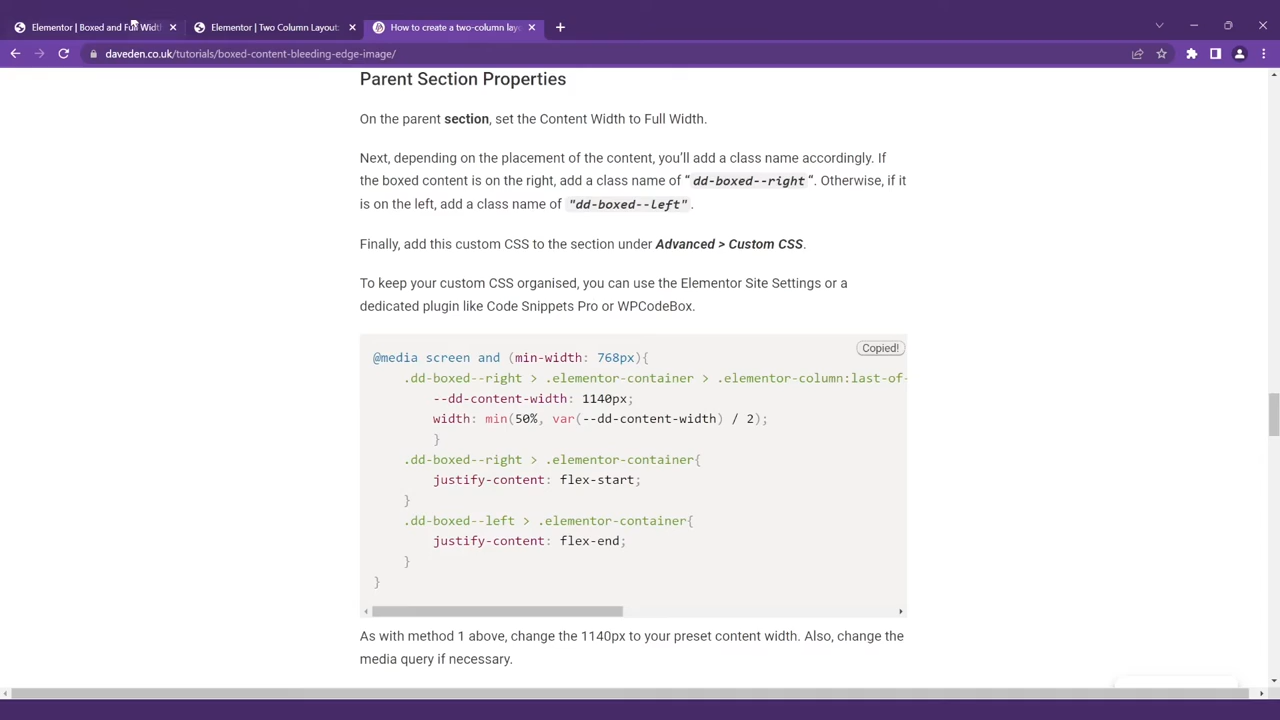 Elementor | Boxed and Full Width
Elementor | Two Column Layout:
How to create a two-column layo
daveden.co.uk/tutorials/boxed-content-bleeding-edge-image/
Parent Section Properties
On the parent section, set the Content Width to Full Width.
Next, depending on the placement of the content, you’ll add a class name accordingly. If
the boxed content is on the right, add a class name of “dd-boxed--right“. Otherwise, if it
is on the left, add a class name of "dd-boxed--left".
Finally, add this custom CSS to the section under Advanced > Custom CSS.
To keep your custom CSS organised, you can use the Elementor Site Settings or a
dedicated plugin like Code Snippets Pro or WPCodeBox.
Copied!
@media screen and (min-width: 768px){
.dd-boxed--right > .elementor-container > .elementor-column:last-of-
--dd-content-width: 1140px;
width: min(50%, var(--dd-content-width) / 2);
}
.dd-boxed--right > .elementor-container{
justify-content: flex-start;
}
.dd-boxed--left > .elementor-container{
justify-content: flex-end;
}
}
As with method 1 above, change the 1140px to your preset content width. Also, change the
media query if necessary.